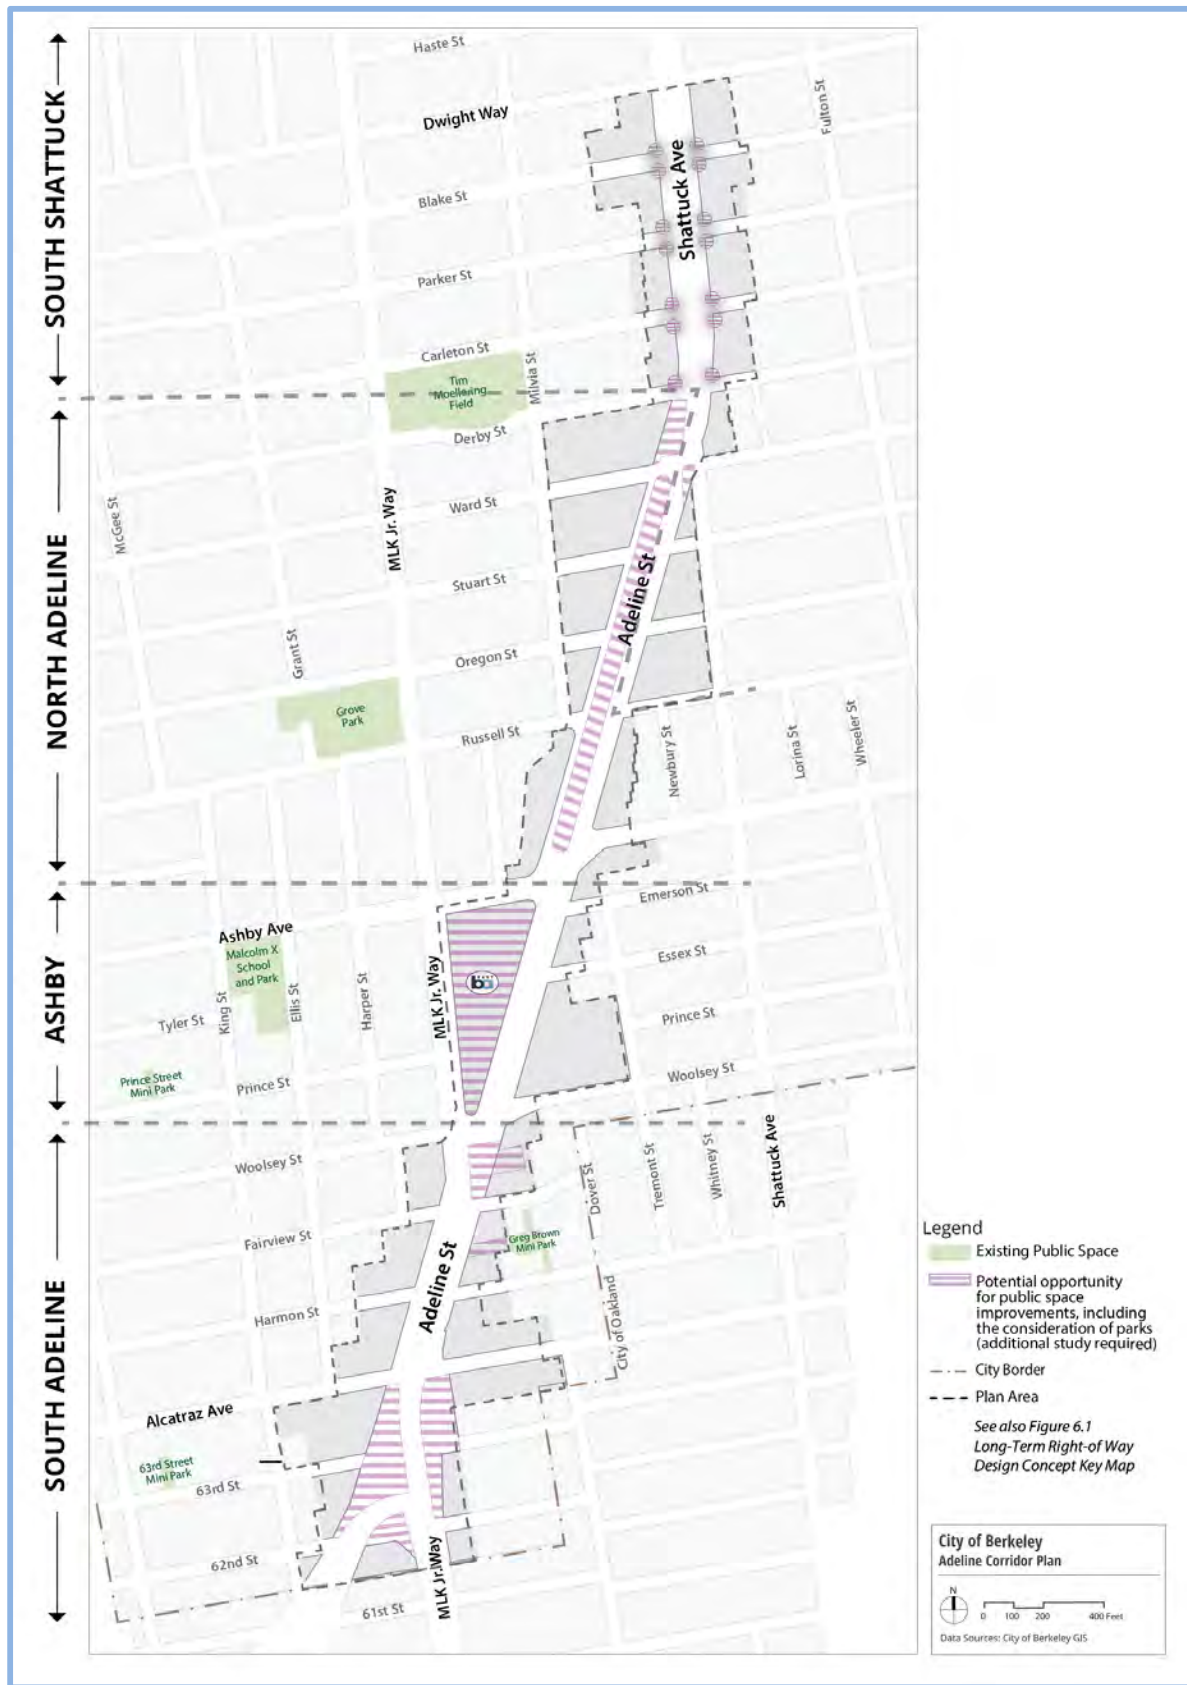 Haste St
Dwight Way
Fulton St
SOUTH SHATTUCK
Shattuck Ave
Blake St
Parker St
Carleton St
Milvia St
Tim
Moellering
Field
Derby St
McGee St
MLK Jr. Way
Ward St
NORTH ADELINE
Stuart St
Adeline St
Grant St
Oregon St
Grove
Park
Russell St
Newbury St
Lorina St
Wheeler St
Emerson St
ASHBY
Ashby Ave
Malcolm X
School
and Park
Essex St
MLK Jr. Way
ba
King St
Ellis St
Harper St
Tyler St
Prince St
Prince Street
Mini Park
Prince St
Woolsey St
Woolsey St
Dover St
Tremont St
Whitney St
Shattuck Ave
SOUTH ADELINE
Fairview St
Greg Brown
Mini Park
Adeline St
Harmon St
City of Oakland
Alcatraz Ave
63rd Street
Mini Park
63rd St
62nd St
MLK Jr. Way
61st St
Legend
Existing Public Space
Potential opportunity
for public space
improvements, including
the consideration of parks
(additional study required)
City Border
Plan Area
See also Figure 6.1
Long-Term Right-of Way
Design Concept Key Map
City of Berkeley
Adeline Corridor Plan
N
0 100 200 400 Feet
Data Sources: City of Berkeley GIS